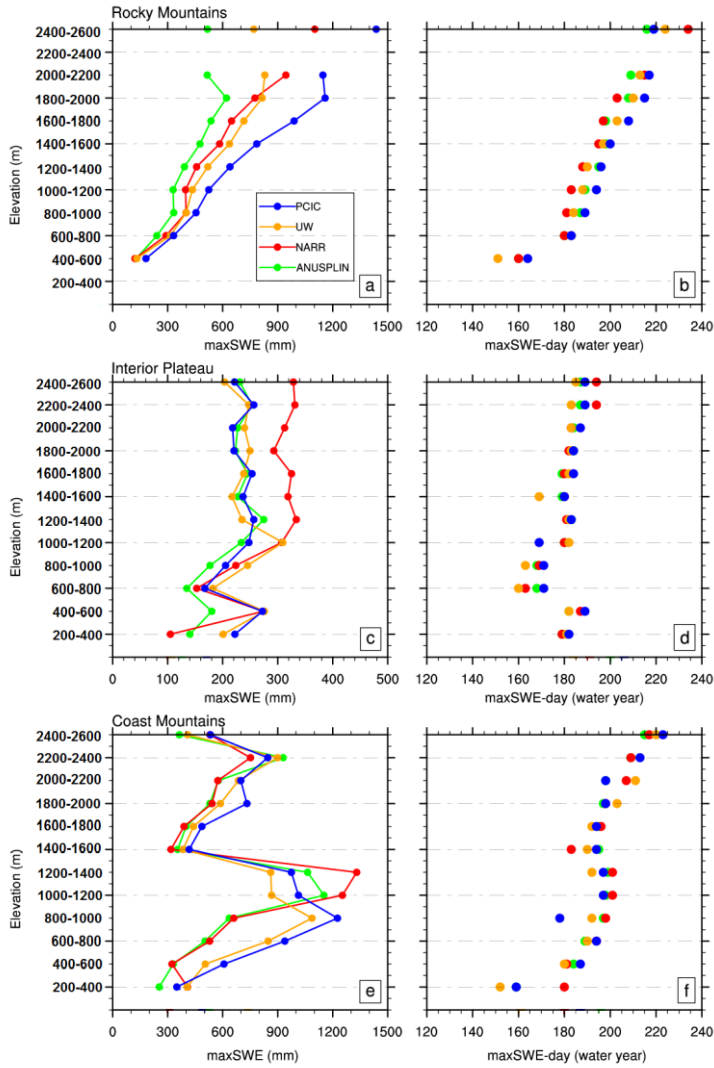 Rocky Mountains
Elevation (m)
2400-2600
2000-2200
1800-2000
1600-1800
1400-1600
1200-1400
1000-1200
800-1000
600-800
400-600
200-400
PCIC
UW
NARR
ANUSPLIN
a
0 300 600 900 1200 1500
maxSWE (mm)
b
120 140 160 180 200 220 240
maxSWE-day (water year)
Interior Plateau
Elevation (m)
2400-2600
2200-2400
2000-2200
1800-2000
1600-1800
1400-1600
1200-1400
1000-1200
800-1000
600-800
400-600
200-400
c
0 100 200 300 400 500
maxSWE (mm)
d
120 140 160 180 200 220 240
maxSWE-day (water year)
Coast Mountains
Elevation (m)
2400-2600
2200-2400
2000-2200
1800-2000
1600-1800
1400-1600
1200-1400
1000-1200
800-1000
600-800
400-600
200-400
e
0 300 600 900 1200 1500
maxSWE (mm)
f
120 140 160 180 200 220 240
maxSWE-day (water year)